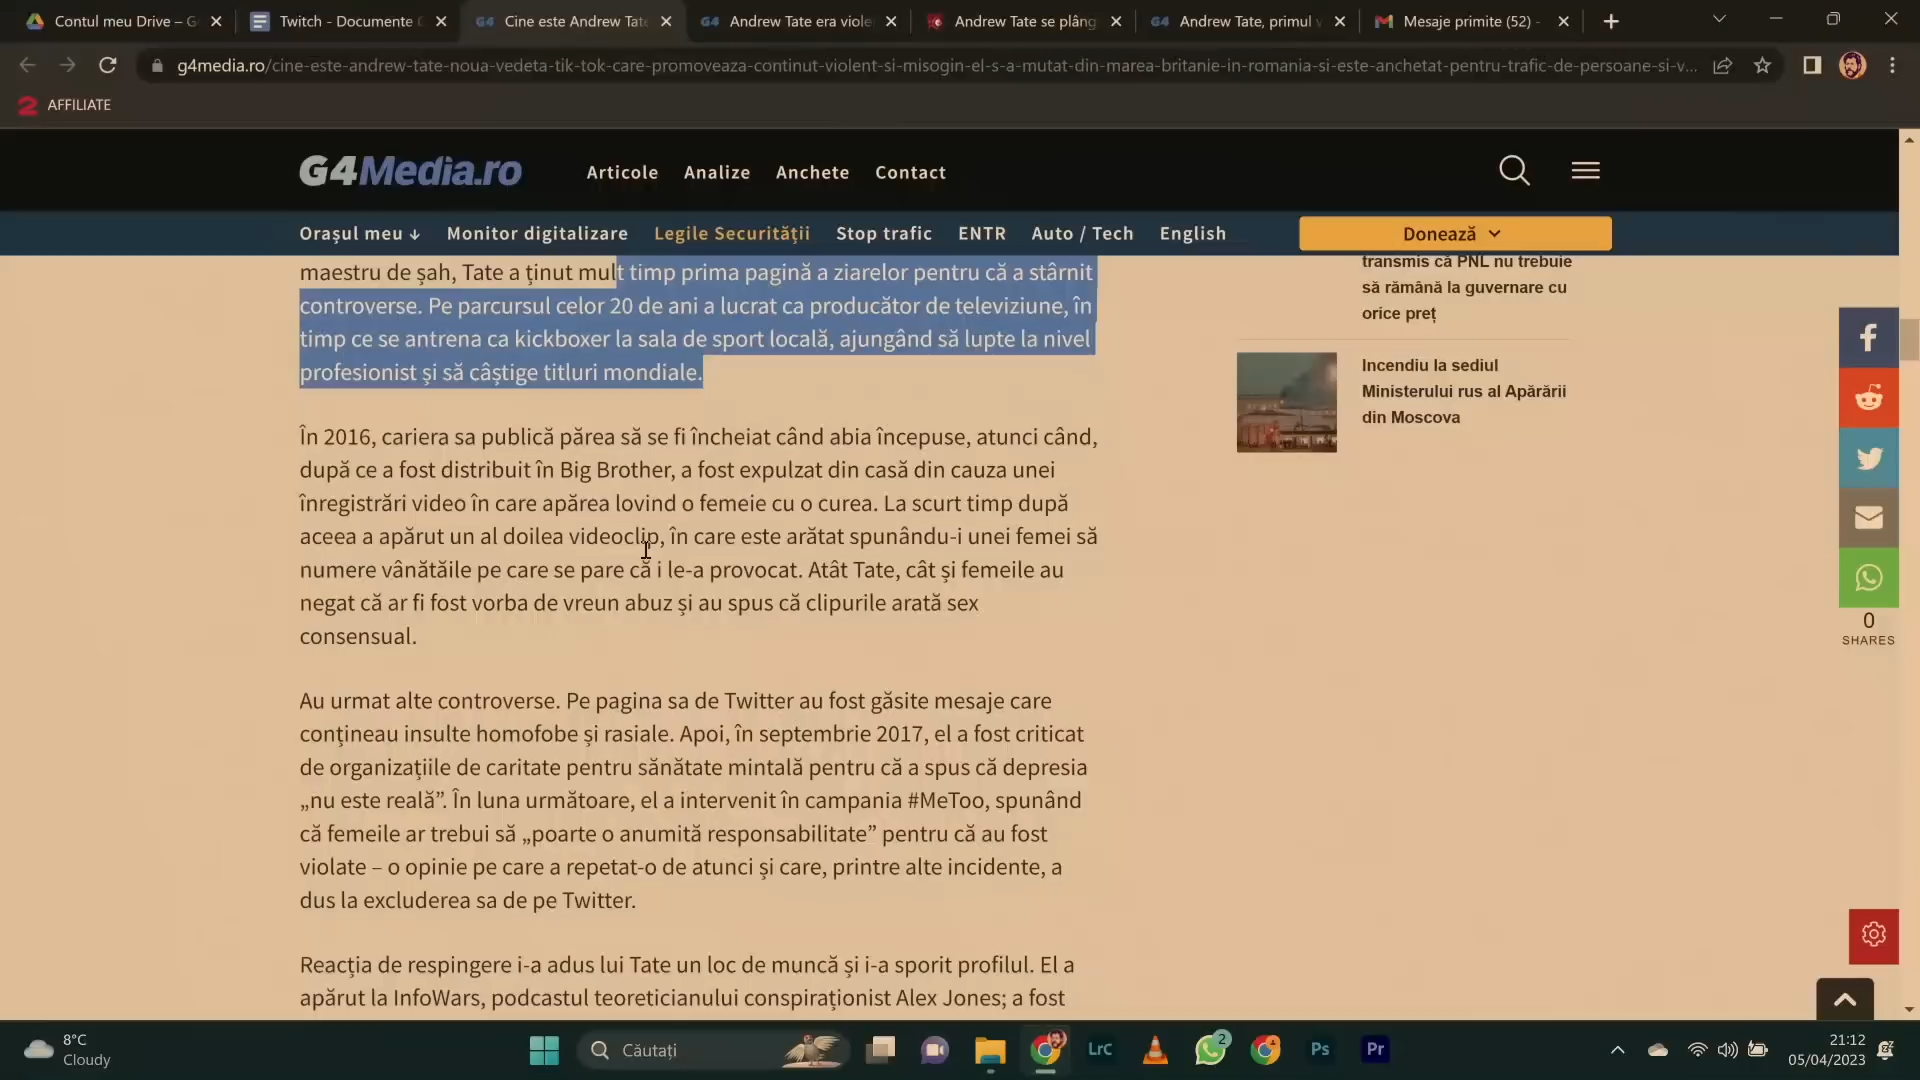 Contul meu Drive – G
Twitch - Documente
Cine este Andrew Tate
Andrew Tate era viole
Andrew Tate se plâng
Andrew Tate, primul v
Mesaje primite (52) -
g4media.ro/cine-este-andrew-tate-noua-vedeta-tik-tok-care-promoveaza-continut-violent-si-misogin-el-s-a-mutat-din-marea-britanie-in-romania-si-este-anchetat-pentru-trafic-de-persoane-si-v...
AFFILIATE
G4Media.ro
Articole
Analize
Anchete
Contact
Orașul meu ↓
Monitor digitalizare
Legile Securității
Stop trafic
ENTR
Auto / Tech
English
Donează
maestru de șah, Tate a ținut mult timp prima pagină a ziarelor pentru că a stârnit
controverse. Pe parcursul celor 20 de ani a lucrat ca producător de televiziune, în
timp ce se antrena ca kickboxer la sala de sport locală, ajungând să lupte la nivel
profesionist și să câștige titluri mondiale.
În 2016, cariera sa publică părea să se fi încheiat când abia începuse, atunci când,
după ce a fost distribuit în Big Brother, a fost expulzat din casă din cauza unei
înregistrări video în care apărea lovind o femeie cu o curea. La scurt timp după
aceea a apărut un al doilea videoclip, în care este arătat spunându-i unei femei să
numere vânătăile pe care se pare că i le-a provocat. Atât Tate, cât și femeile au
negat că ar fi fost vorba de vreun abuz și au spus că clipurile arată sex
consensual.
Au urmat alte controverse. Pe pagina sa de Twitter au fost găsite mesaje care
conțineau insulte homofobe și rasiale. Apoi, în septembrie 2017, el a fost criticat
de organizațiile de caritate pentru sănătate mintală pentru că a spus că depresia
„nu este reală”. În luna următoare, el a intervenit în campania #MeToo, spunând
că femeile ar trebui să „poarte o anumită responsabilitate” pentru că au fost
violate – o opinie pe care a repetat-o de atunci și care, printre alte incidente, a
dus la excluderea sa de pe Twitter.
Reacția de respingere i-a adus lui Tate un loc de muncă și i-a sporit profilul. El a
apărut la InfoWars, podcastul teoreticianului conspiraționist Alex Jones; a fost
transmis că PNL nu trebuie
să rămână la guvernare cu
orice preț
Incendiu la sediul
Ministerului rus al Apărării
din Moscova
0
SHARES
8°C
Cloudy
Căutați
LrC
2
Ps
Pr
21:12
05/04/2023